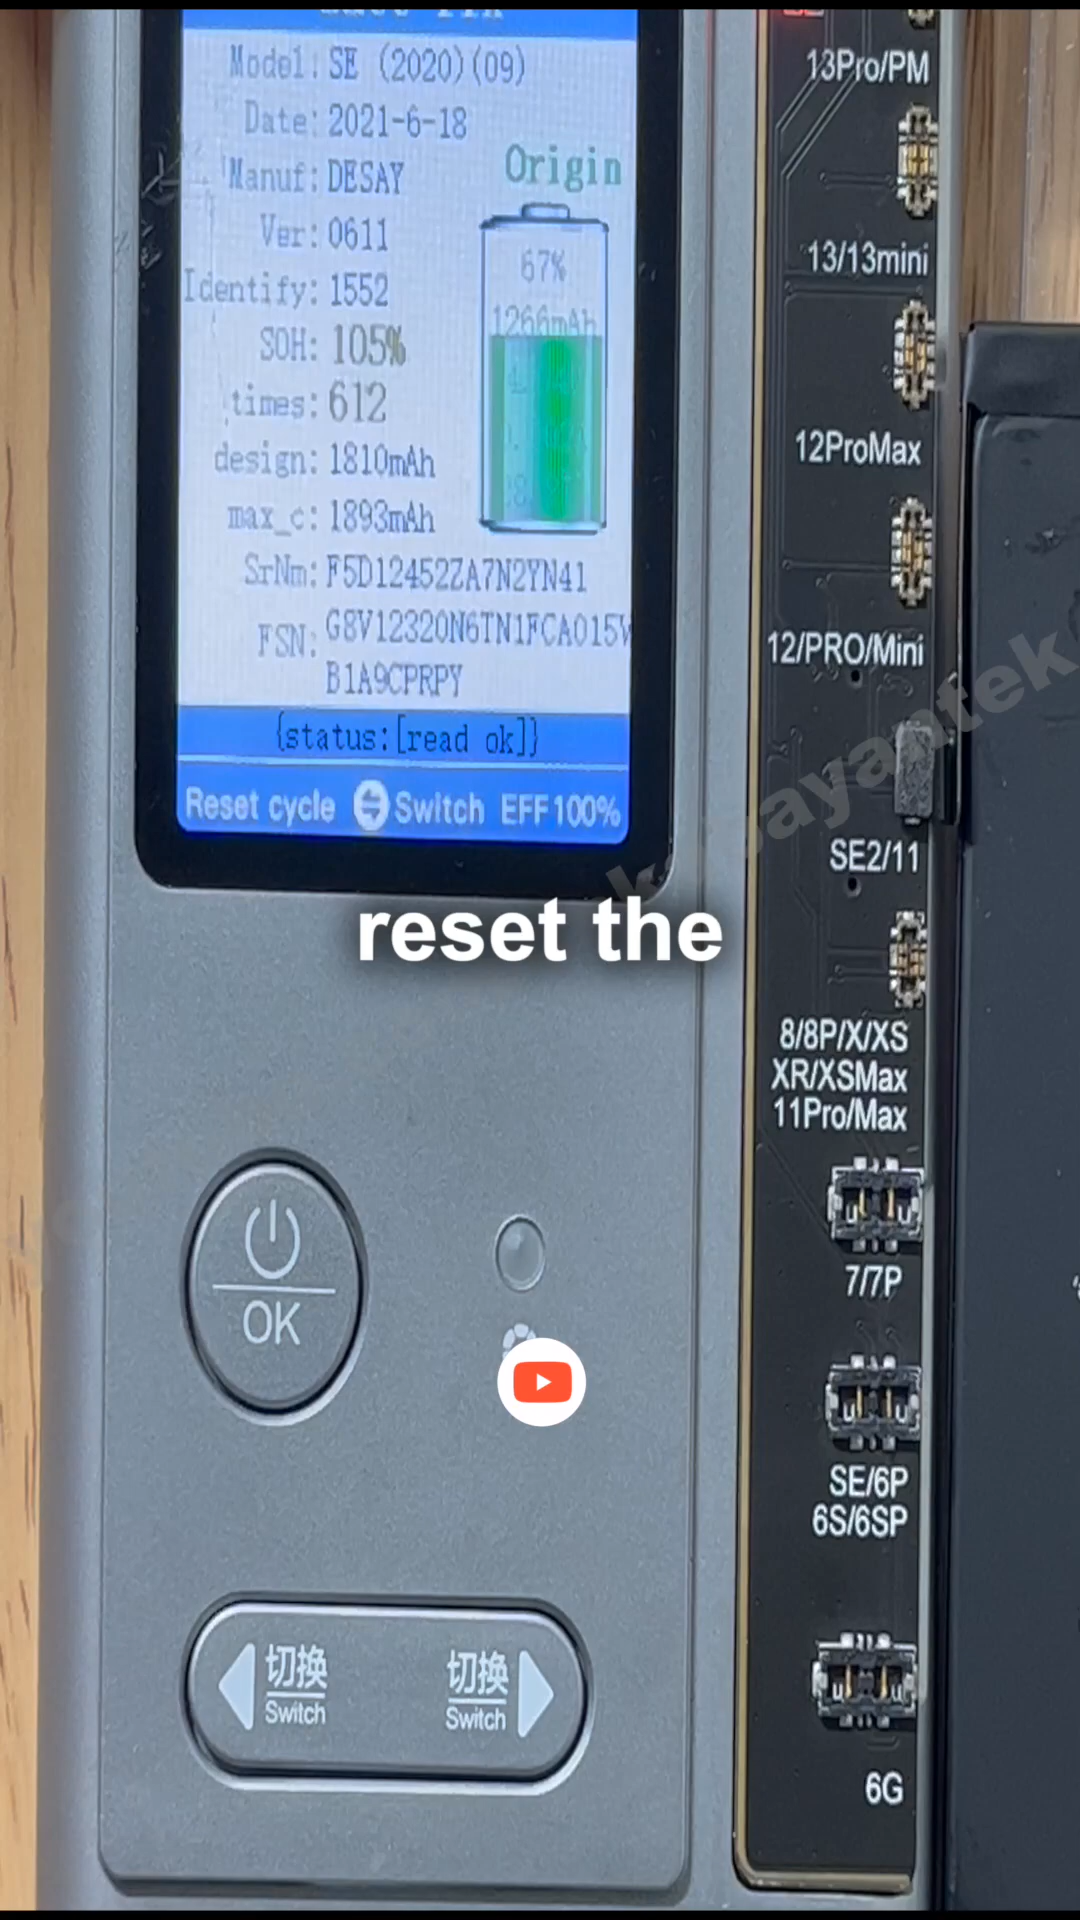 Model: SE (2020)(09)
Date: 2021-6-18
Manuf: DESAY
Origin
Ver: 0611
Identify: 1552
SOH: 105%
times: 612
design: 1810mAh
max_c: 1893mAh
67%
1266mAh
SrNm: F5D12452ZA7N2YN41
FSN: G8V12320N6TN1FCA015
B1A9CPRPY
{status:[read ok]}
Reset cycle Switch EFF100%
reset the
OK
切换
Switch
切换
Switch
13Pro/PM
13/13mini
12ProMax
12/PRO/Mini
SE2/11
8/8P/X/XS
XR/XSMax
11Pro/Max
7/7P
SE/6P
6S/6SP
6G